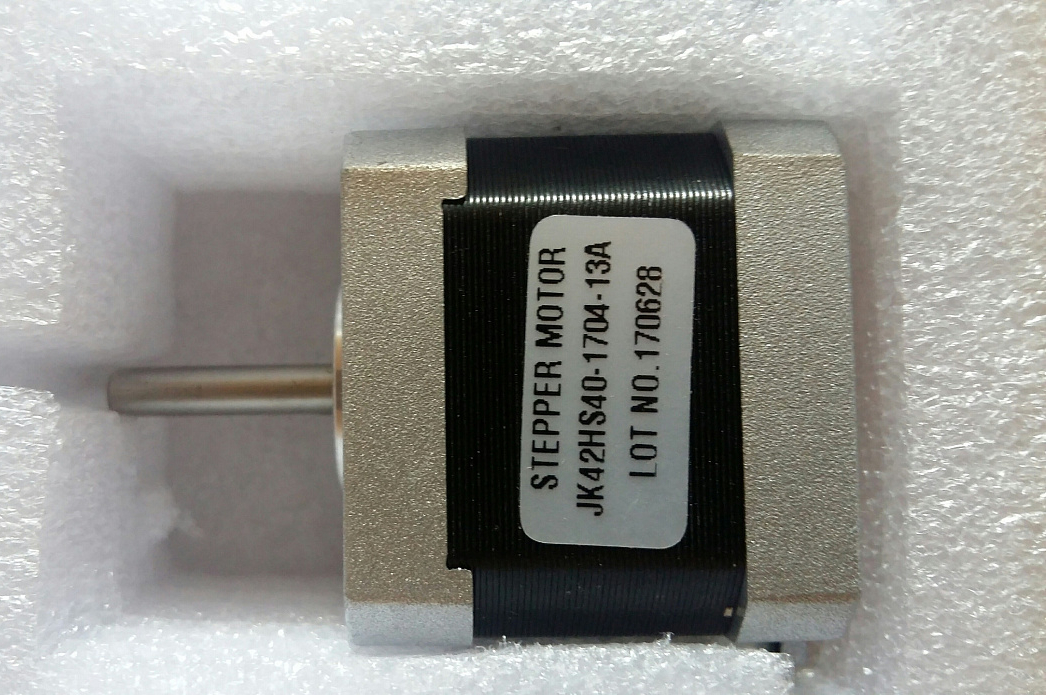 STEPPER MOTOR
JK42HS40-1704-13A
LOT NO.170628